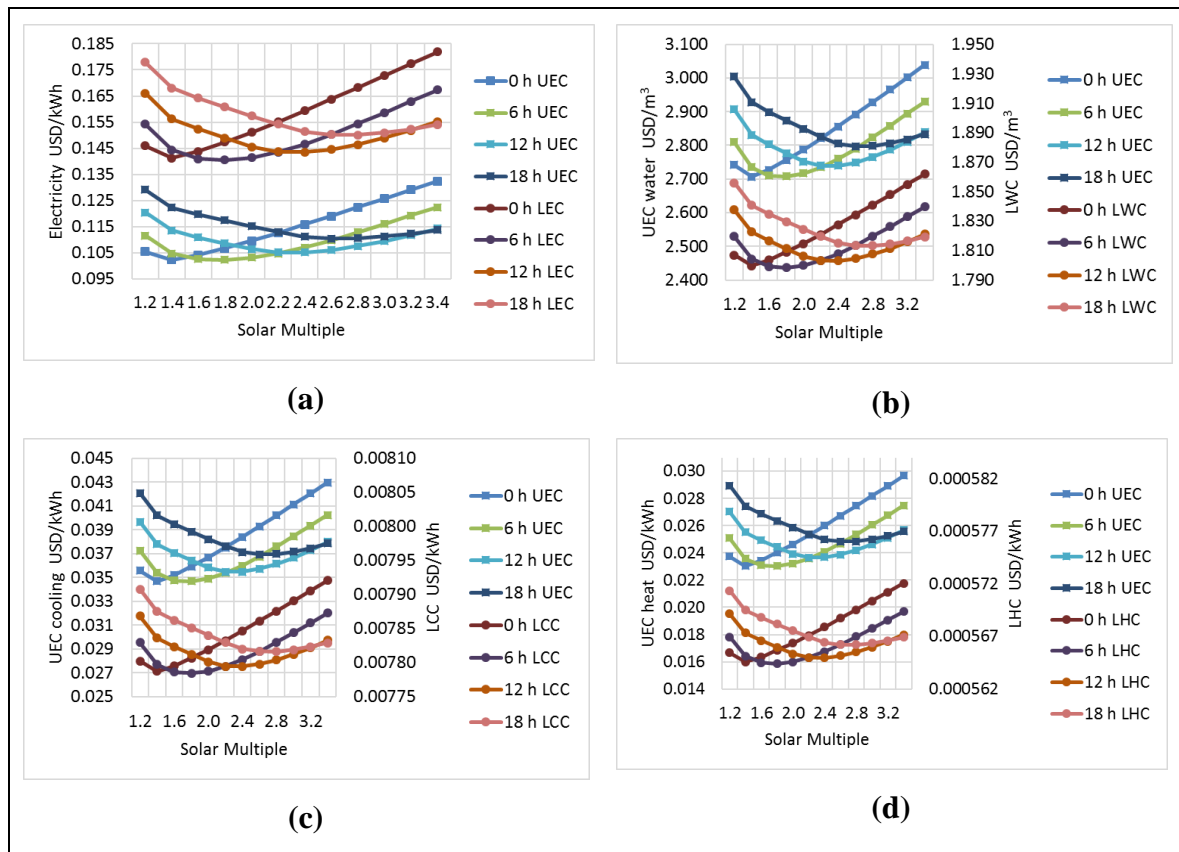 0.185
0.175
0.165
0.155
0.145
0.135
0.125
0.115
0.105
0.095
Electricity USD/kWh
1.2 1.4 1.6 1.8 2.0 2.2 2.4 2.6 2.8 3.0 3.2 3.4
Solar Multiple
0 h UEC
6 h UEC
12 h UEC
18 h UEC
0 h LEC
6 h LEC
12 h LEC
18 h LEC
(a)
3.100
3.000
2.900
2.800
2.700
2.600
2.500
2.400
UEC water USD/m³
1.950
1.930
1.910
1.890
1.870
1.850
1.830
1.810
1.790
LWC USD/m³
1.2 1.6 2.0 2.4 2.8 3.2
Solar Multiple
0 h UEC
6 h UEC
12 h UEC
18 h UEC
0 h LWC
6 h LWC
12 h LWC
18 h LWC
(b)
0.045
0.043
0.041
0.039
0.037
0.035
0.033
0.031
0.029
0.027
0.025
UEC cooling USD/kWh
0.00810
0.00805
0.00800
0.00795
0.00790
0.00785
0.00780
0.00775
LCC USD/kWh
1.2 1.6 2.0 2.4 2.8 3.2
Solar Multiple
0 h UEC
6 h UEC
12 h UEC
18 h UEC
0 h LCC
6 h LCC
12 h LCC
18 h LCC
(c)
0.030
0.028
0.026
0.024
0.022
0.020
0.018
0.016
0.014
UEC heat USD/kWh
0.000582
0.000577
0.000572
0.000567
0.000562
LHC USD/kWh
1.2 1.6 2.0 2.4 2.8 3.2
Solar Multiple
0 h UEC
6 h UEC
12 h UEC
18 h UEC
0 h LHC
6 h LHC
12 h LHC
18 h LHC
(d)